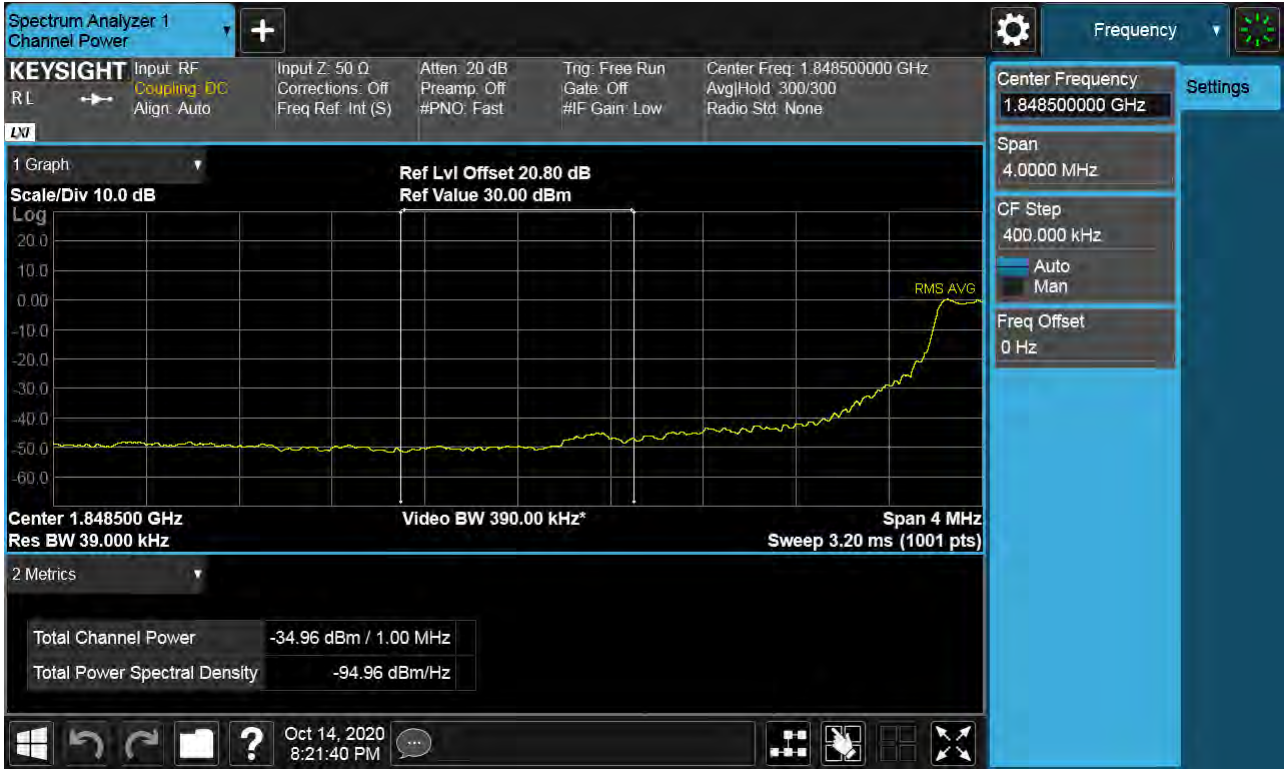 Spectrum Analyzer 1
Channel Power
+
Frequency
KEYSIGHT
RL
LXI
Input: RF
Coupling: DC
Align: Auto
Input Z: 50 Ω
Corrections: Off
Freq Ref: Int (S)
Atten: 20 dB
Preamp: Off
#PNO: Fast
Trig: Free Run
Gate: Off
#IF Gain: Low
Center Freq: 1.848500000 GHz
Avg|Hold: 300/300
Radio Std: None
Center Frequency
1.848500000 GHz
Settings
Span
4.0000 MHz
CF Step
400.000 kHz
Auto
Man
Freq Offset
0 Hz
1 Graph
Scale/Div 10.0 dB
Ref Lvl Offset 20.80 dB
Ref Value 30.00 dBm
Log
20.0
10.0
0.00
-10.0
-20.0
-30.0
-40.0
-50.0
-60.0
RMS AVG
Center 1.848500 GHz
Res BW 39.000 kHz
Video BW 390.00 kHz*
Span 4 MHz
Sweep 3.20 ms (1001 pts)
2 Metrics
Total Channel Power -34.96 dBm / 1.00 MHz
Total Power Spectral Density -94.96 dBm/Hz
?
Oct 14, 2020
8:21:40 PM